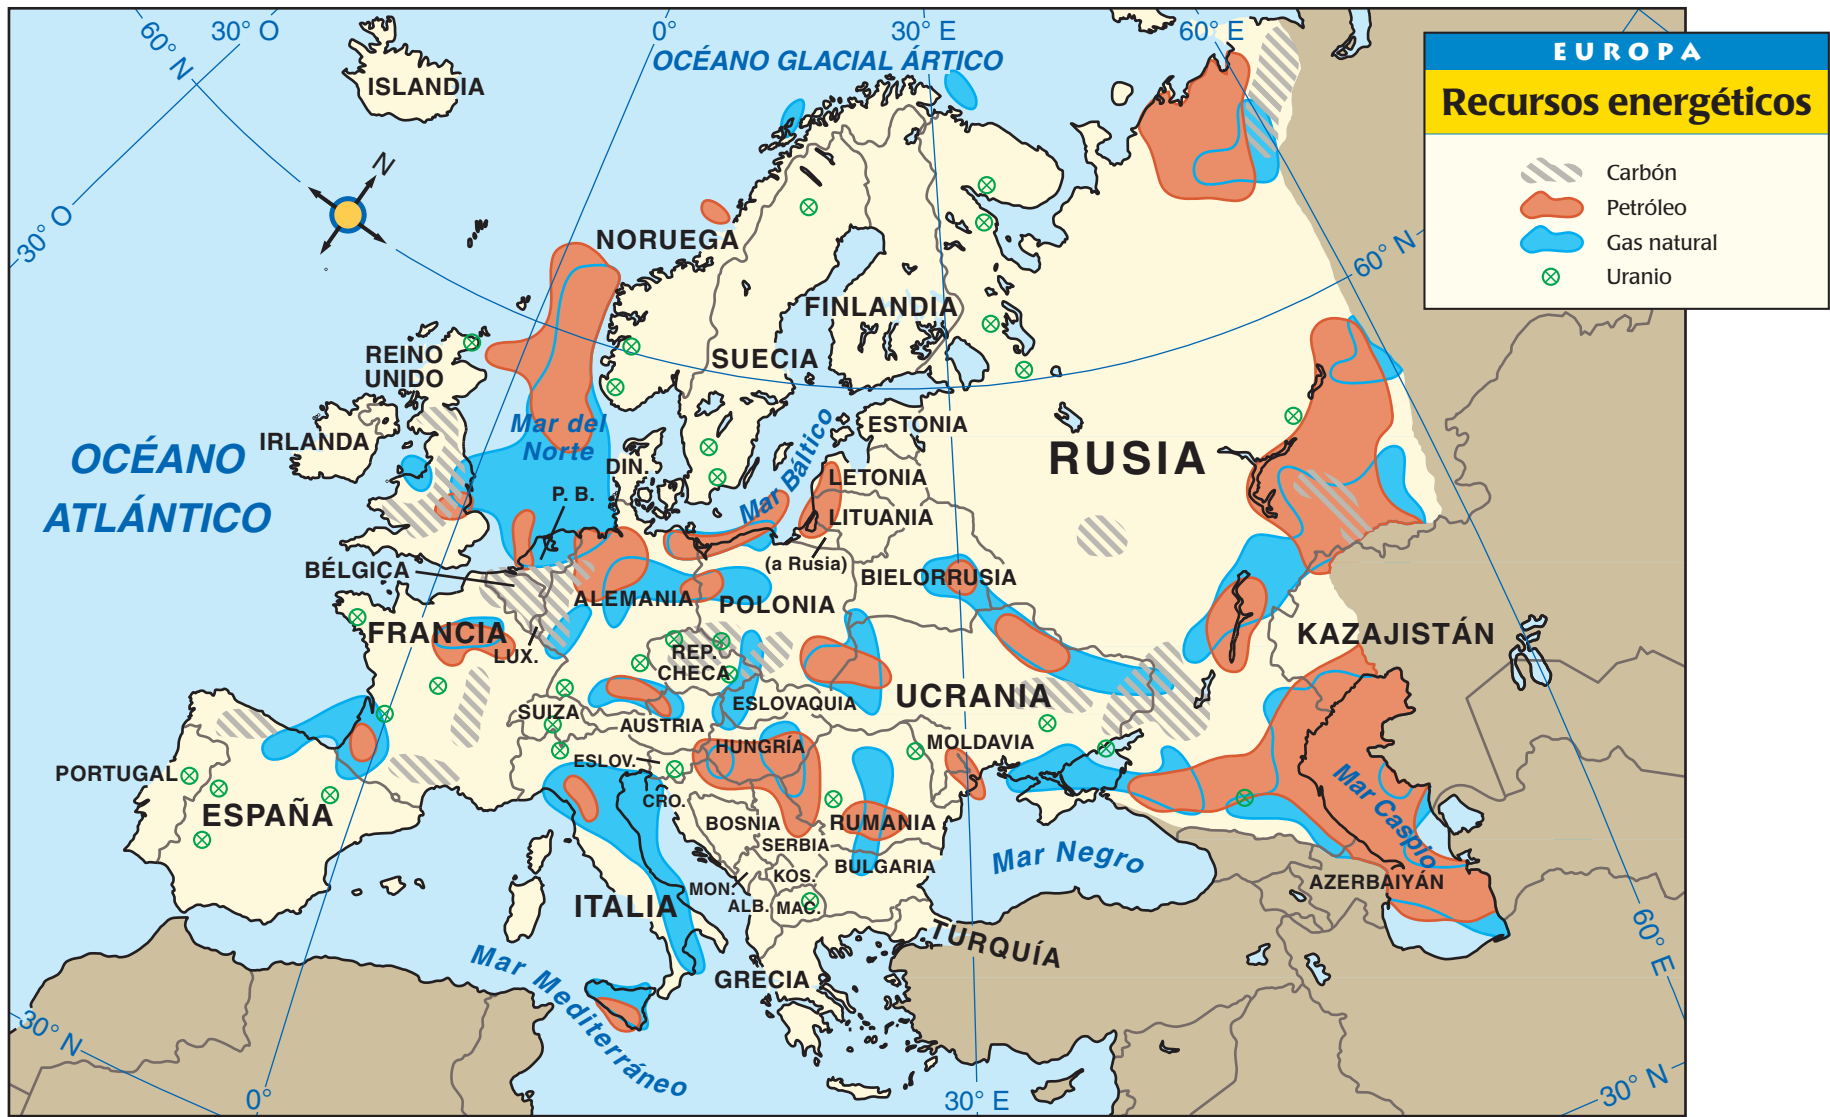 30° O
0°
30° E
60° E
60° N
OCÉANO GLACIAL ÁRTICO
EUROPA
Recursos energéticos
Carbón
Petróleo
Gas natural
Uranio
ISLANDIA
N
30° O
60° N
NORUEGA
FINLANDIA
SUECIA
REINO
UNIDO
IRLANDA
OCÉANO
ATLÁNTICO
Mar del
Norte
DIN.
P. B.
Mar Báltico
ESTONIA
LETONIA
LITUANIA
(a Rusia)
RUSIA
BÉLGICA
BIELORRUSIA
ALEMANIA
POLONIA
FRANCIA
LUX.
REP.
CHECA
KAZAJISTÁN
UCRANIA
ESLOVAQUIA
SUIZA
AUSTRIA
HUNGRÍA
MOLDAVIA
ESLOV.
PORTUGAL
ESPAÑA
CRO.
BOSNIA
SERBIA
RUMANIA
Mar Caspio
Mar Negro
BULGARIA
KOS.
MON.
ALB.
MAC.
AZERBAIYÁN
ITALIA
TURQUÍA
GRECIA
Mar Mediterráneo
60° E
30° N
0°
30° E
30° N